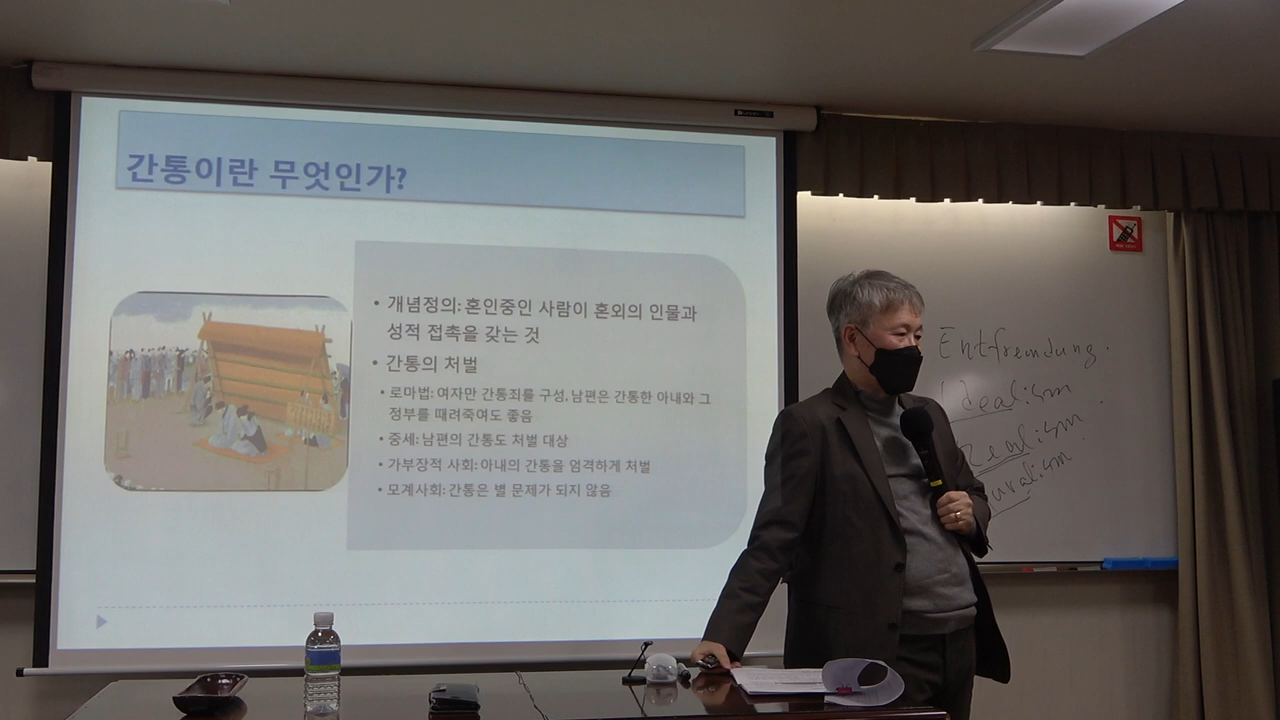 간통이란 무엇인가?
• 개념정의: 혼인중인 사람이 혼외의 인물과
성적 접촉을 갖는 것
• 간통의 처벌
• 로마법: 여자만 간통죄를 구성, 남편은 간통한 아내와 그
정부를 때려죽여도 좋음
• 중세: 남편의 간통도 처벌 대상
• 가부장적 사회: 아내의 간통을 엄격하게 처벌
• 모계사회: 간통은 별 문제가 되지 않음
Entfremdung.
Idealism
Realism
uralism